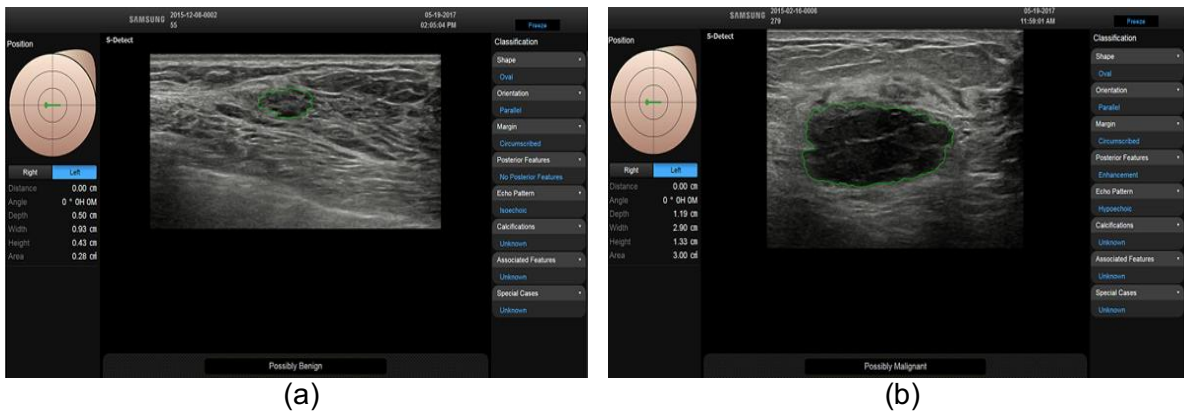 SAMSUNG 2015-12-08-0002
55
05-19-2017
02:05:04 PM
Freeze
Position
S-Detect
Classification
Shape
Oval
Orientation
Parallel
Margin
Circumscribed
Posterior Features
No Posterior Features
Echo Pattern
Isoechoic
Calcifications
Unknown
Associated Features
Unknown
Special Cases
Unknown
Right Left
Distance 0.00 cm
Angle 0 ° 0H 0M
Depth 0.50 cm
Width 0.93 cm
Height 0.43 cm
Area 0.28 cm²
Possibly Benign
(a)
SAMSUNG 2015-02-16-0006
279
05-19-2017
11:59:01 AM
Freeze
Position
S-Detect
Classification
Shape
Oval
Orientation
Parallel
Margin
Circumscribed
Posterior Features
Enhancement
Echo Pattern
Hypoechoic
Calcifications
Unknown
Associated Features
Unknown
Special Cases
Unknown
Right Left
Distance 0.00 cm
Angle 0 ° 0H 0M
Depth 1.19 cm
Width 2.90 cm
Height 1.33 cm
Area 3.00 cm²
Possibly Malignant
(b)